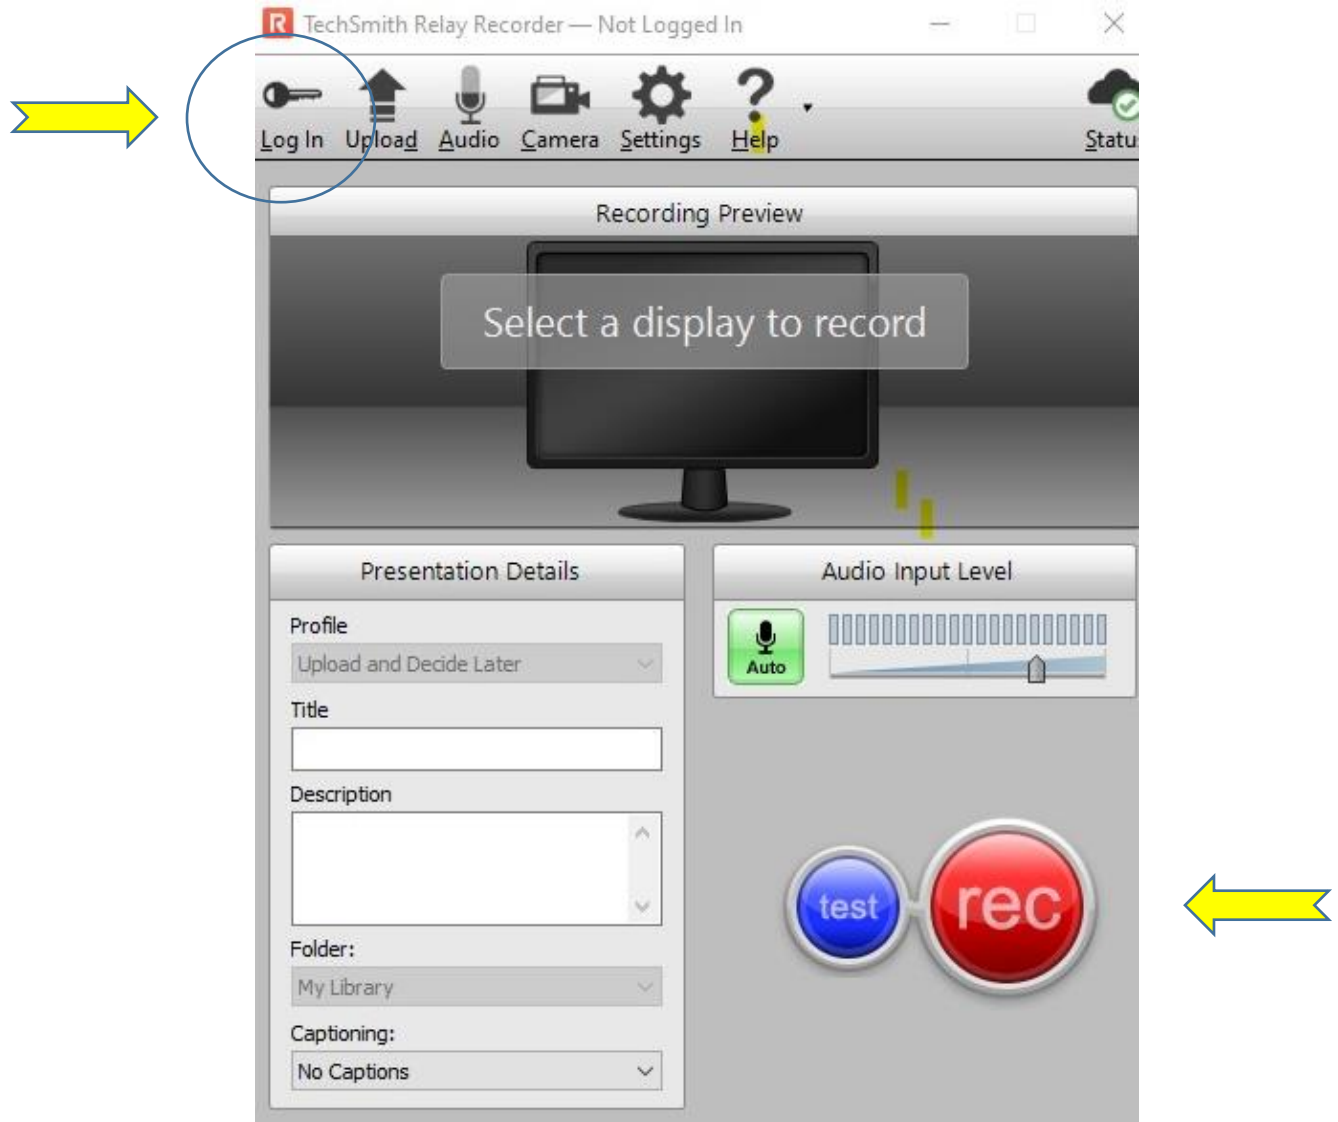 TechSmith Relay Recorder — Not Logged In
Log In Upload Audio Camera Settings Help Statu
Recording Preview
Select a display to record
Presentation Details
Audio Input Level
Profile
Upload and Decide Later
Auto
Title
Description
test rec
Folder:
My Library
Captioning:
No Captions